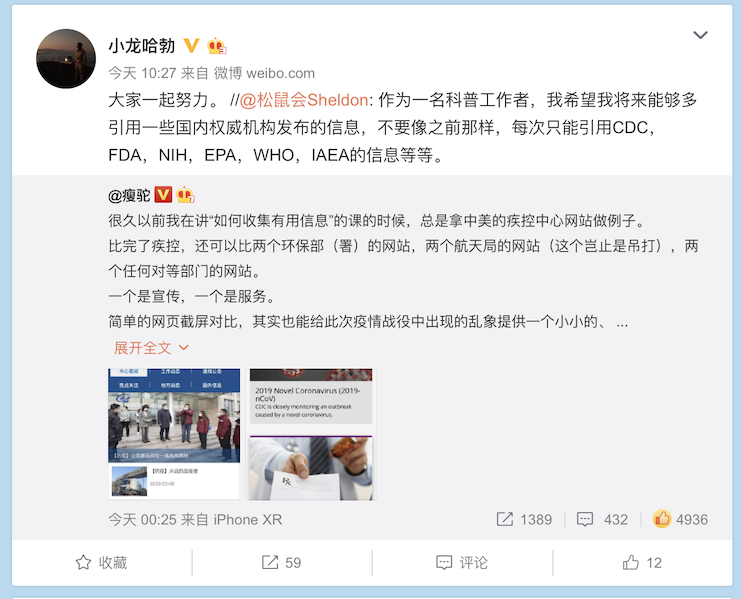 小龙哈勃
今天 10:27 来自 微博 weibo.com
大家一起努力。 //@松鼠会Sheldon: 作为一名科普工作者，我希望我将来能够多
引用一些国内权威机构发布的信息，不要像之前那样，每次只能引用CDC，
FDA，NIH，EPA，WHO，IAEA的信息等等。
@瘦驼
很久以前我在讲“如何收集有用信息”的课的时候，总是拿中美的疾控中心网站做例子。
比完了疾控，还可以比两个环保部（署）的网站，两个航天局的网站（这个岂止是吊打），两
个任何对等部门的网站。
一个是宣传，一个是服务。
简单的网页截屏对比，其实也能给此次疫情战役中出现的乱象提供一个小小的、 ...
展开全文
中心要闻 工作动态 通知公告
热点关注 地方动态 国外信息
【抗疫】永远的追随者
2020-02-08
2019 Novel Coronavirus (2019-
nCoV)
CDC is closely monitoring an outbreak
caused by a novel coronavirus.
今天 00:25 来自 iPhone XR
1389 432 4936
收藏 59 评论 12